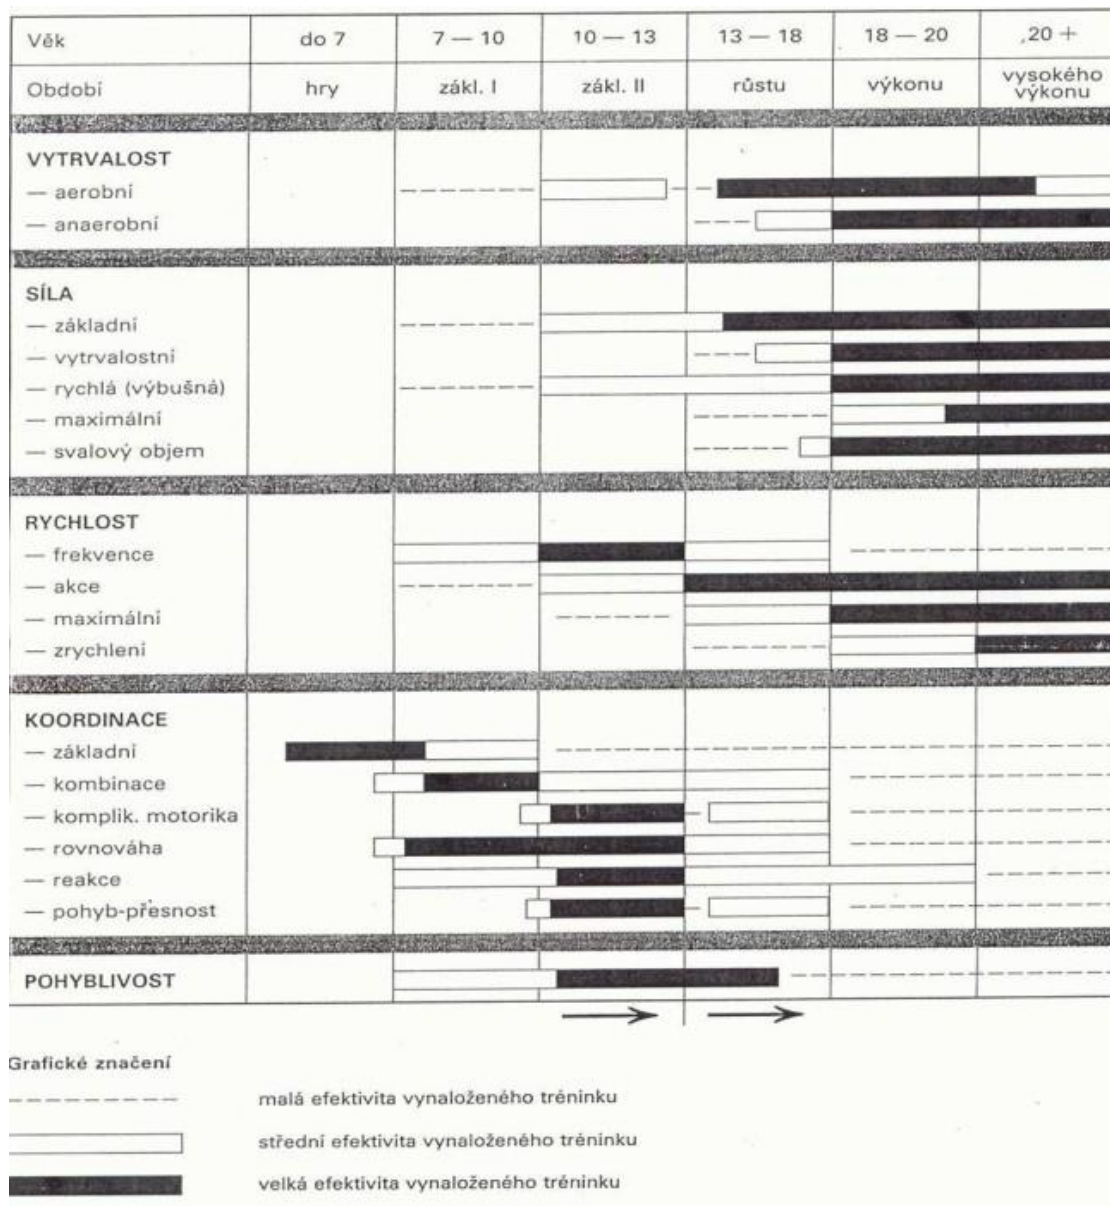 Věk do 7 7 — 10 10 — 13 13 — 18 18 — 20 20 +
Období hry zákl. I zákl. II růstu výkonu vysokého výkonu
VYTRVALOST
— aerobní
— anaerobní
SÍLA
— základní
— vytrvalostní
— rychlá (výbušná)
— maximální
— svalový objem
RYCHLOST
— frekvence
— akce
— maximální
— zrychlení
KOORDINACE
— základní
— kombinace
— komplik. motorika
— rovnováha
— reakce
— pohyb-přesnost
POHYBLIVOST
Grafické značení
malá efektivita vynaloženého tréninku
střední efektivita vynaloženého tréninku
velká efektivita vynaloženého tréninku